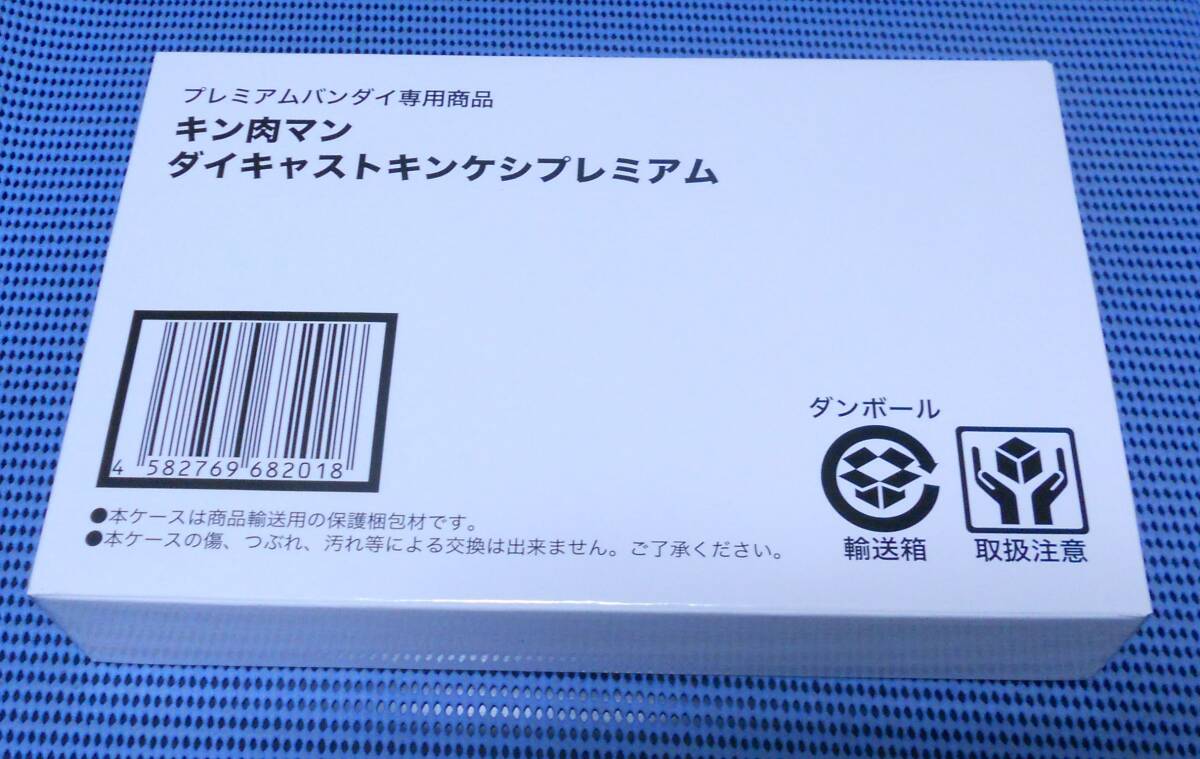 プレミアムバンダイ専用商品
キン肉マン
ダイキャストキンケシプレミアム
4 582769 682018
●本ケースは商品輸送用の保護梱包材です。
●本ケースの傷、つぶれ、汚れ等による交換は出来ません。ご了承ください。
ダンボール
輸送箱
取扱注意